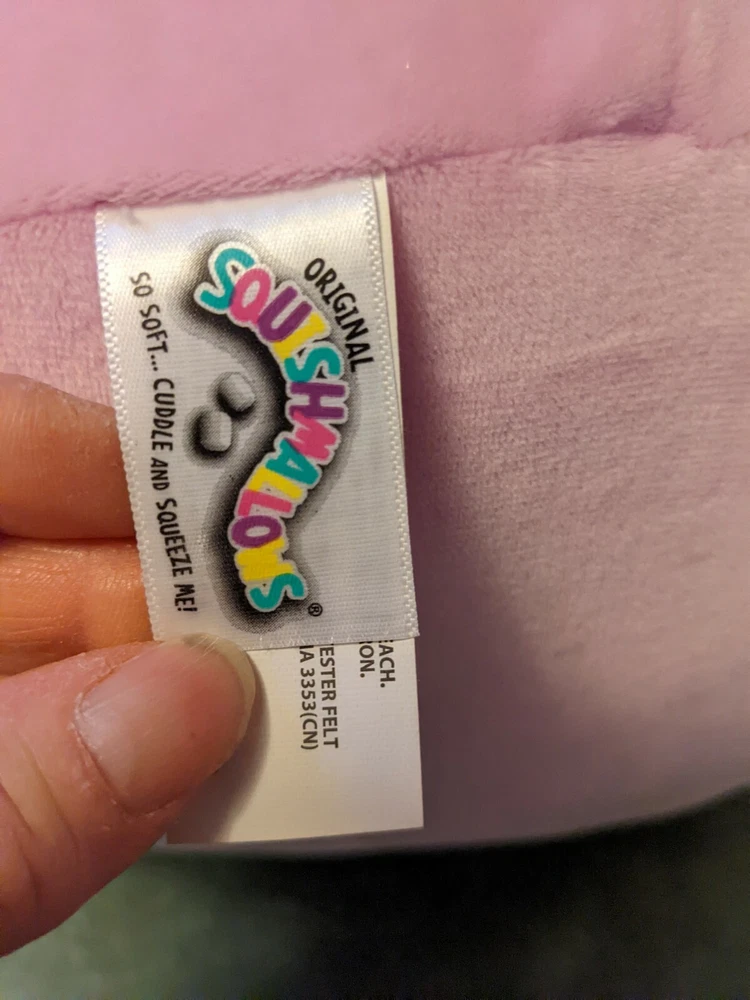 ORIGINAL
SQUISHMALLOWS®
SO SOFT... CUDDLE AND SQUEEZE ME!
EACH.
ON.
ESTER FELT
A 3353(CN)